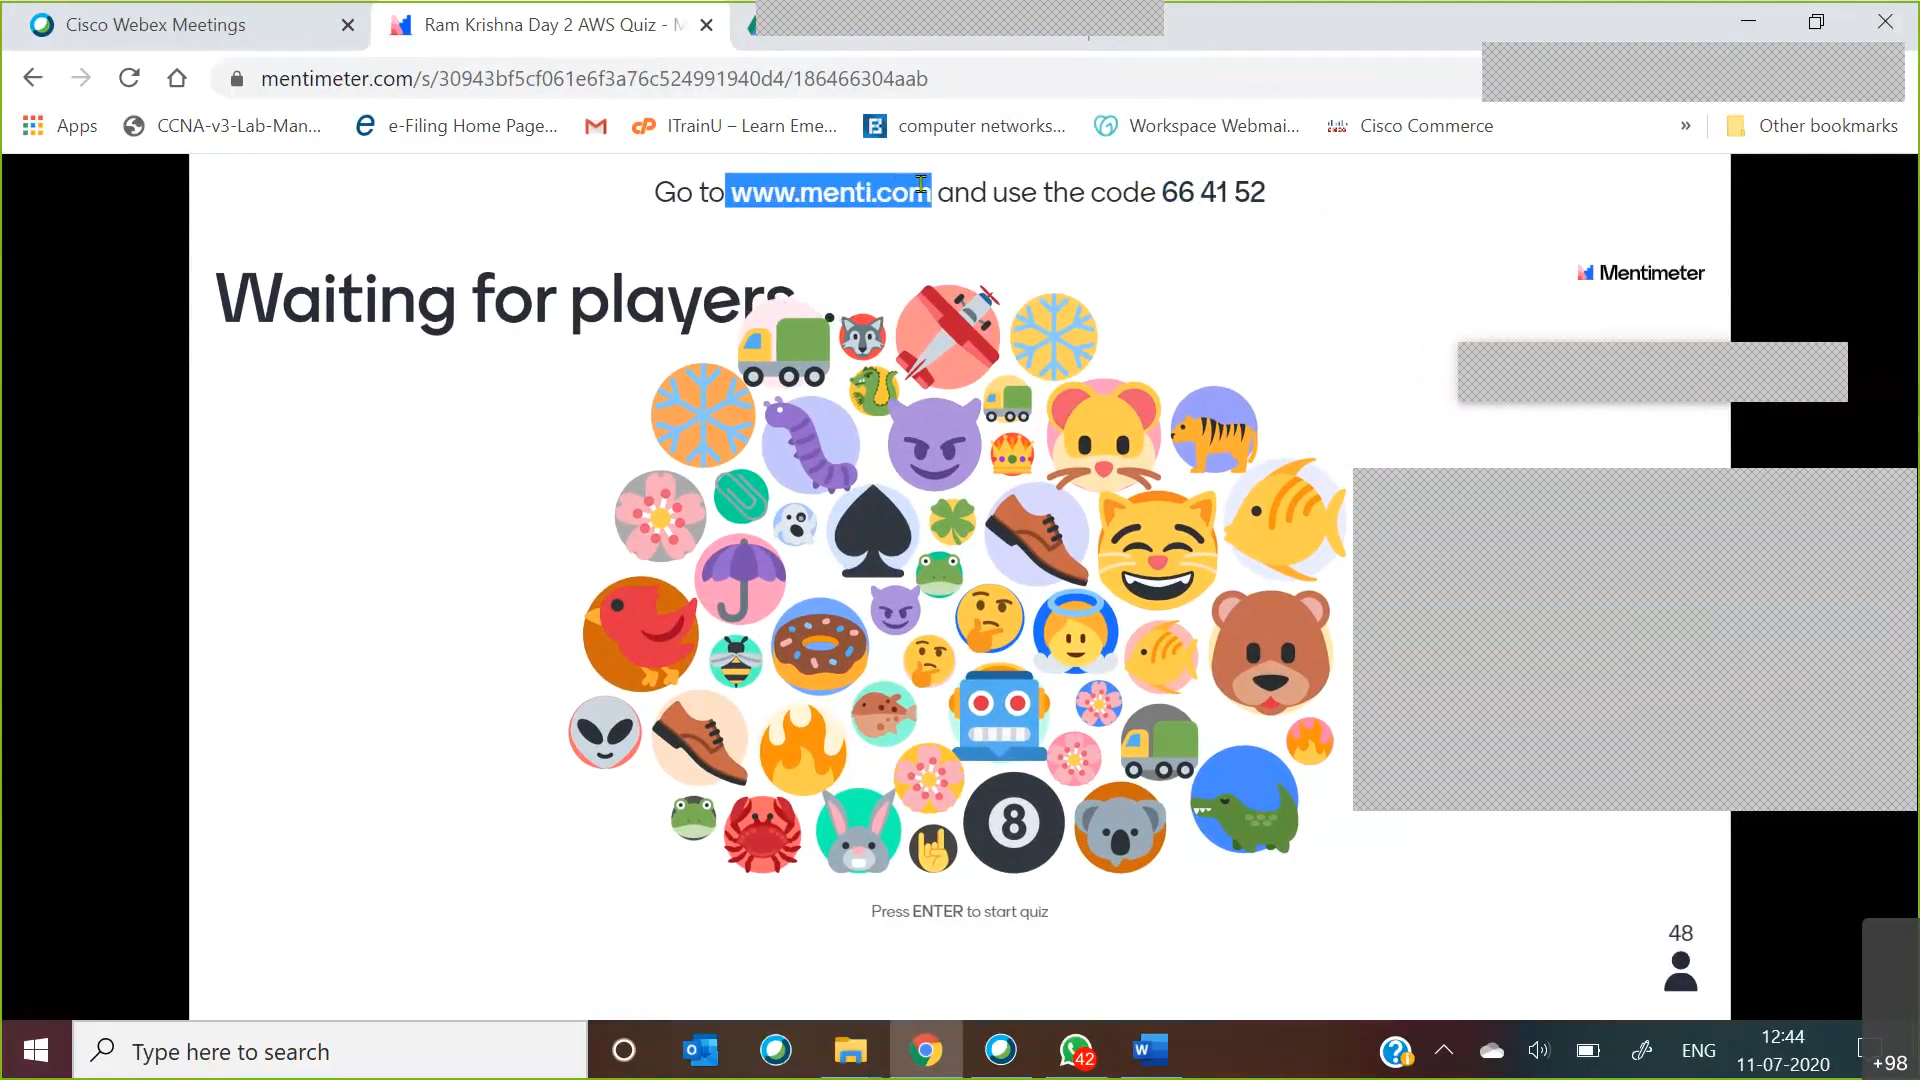 Cisco Webex Meetings
Ram Krishna Day 2 AWS Quiz - M
mentimeter.com/s/30943bf5cf061e6f3a76c524991940d4/186466304aab
Apps
CCNA-v3-Lab-Man...
e-Filing Home Page...
ITrainU – Learn Eme...
computer networks...
Workspace Webmai...
Cisco Commerce
»
Other bookmarks
Go to www.menti.com and use the code 66 41 52
Mentimeter
Waiting for players...
8
Press ENTER to start quiz
48
Type here to search
42
ENG
12:44
11-07-2020
+98